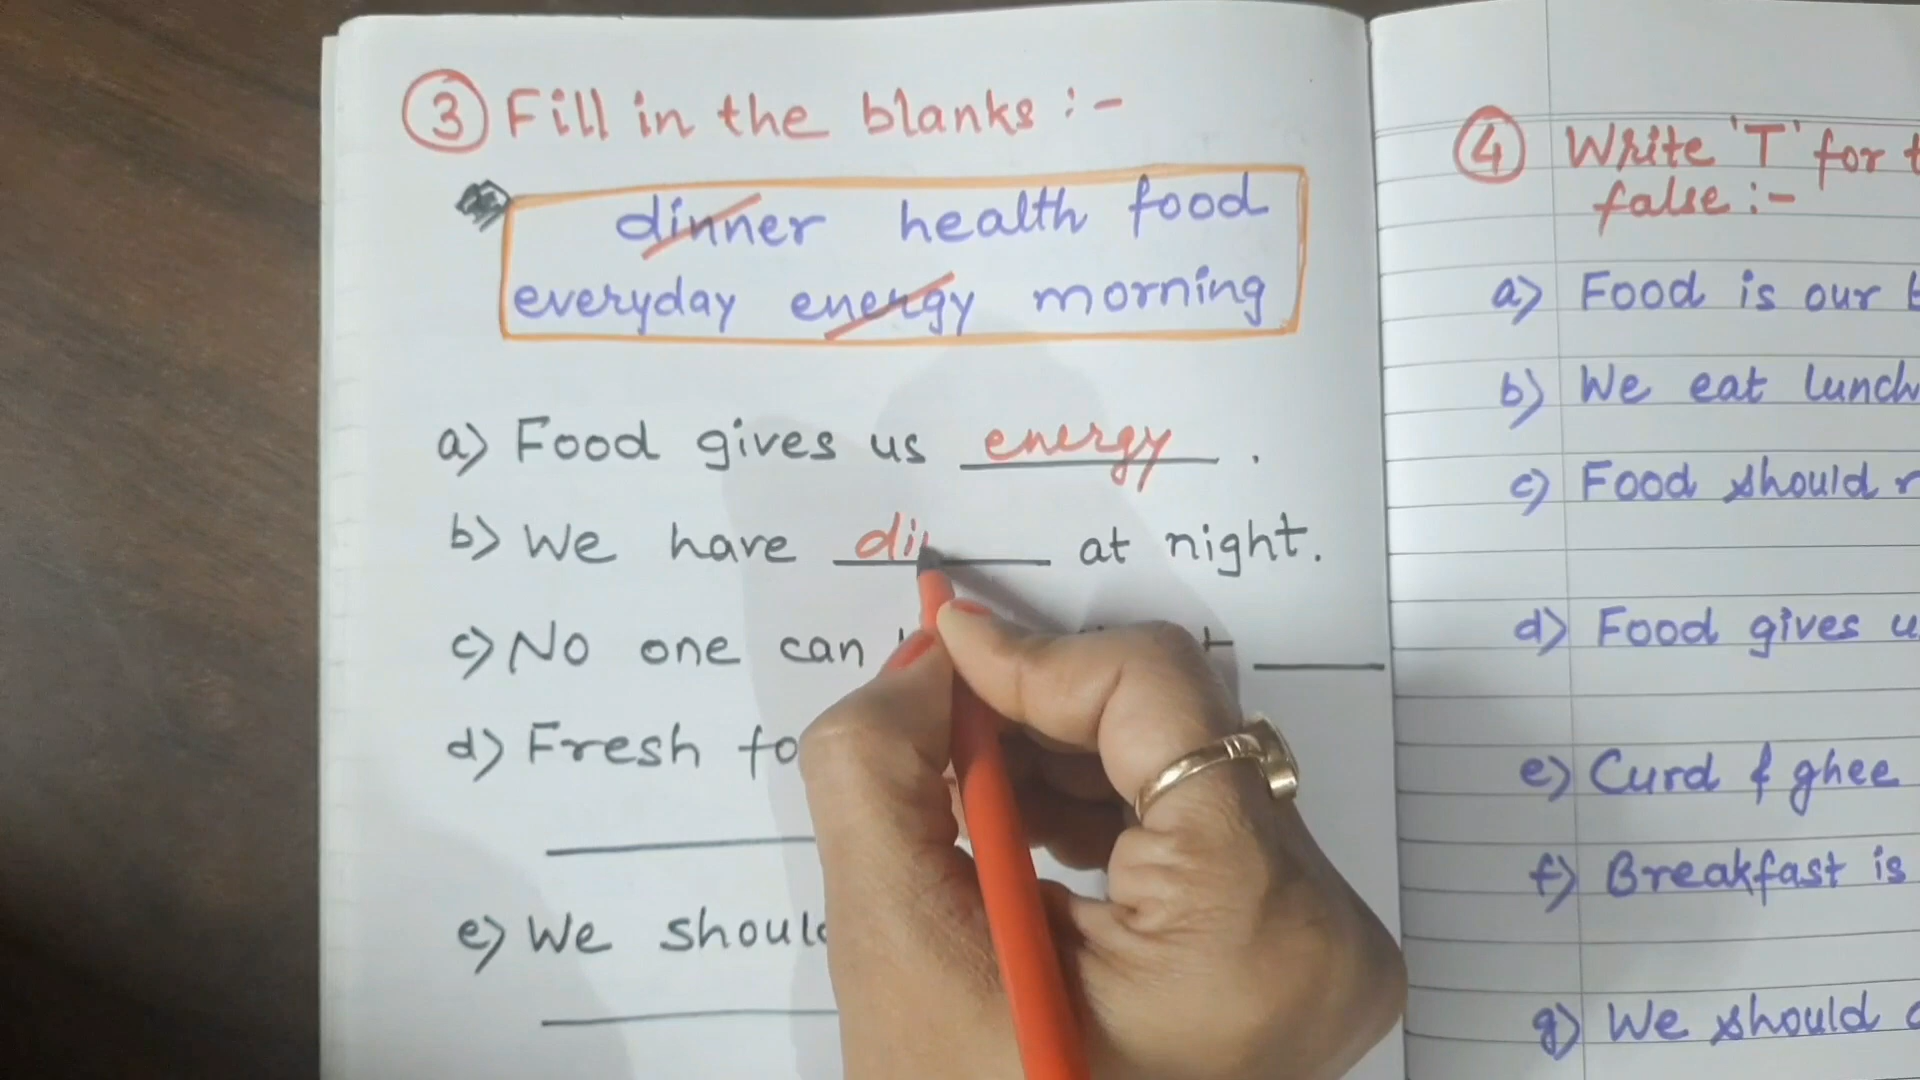 3 Fill in the blanks :-
dinner health food
everyday energy morning
a) Food gives us energy .
b) We have di at night.
c) No one can
d) Fresh fo
e) We shoul
4 Write 'T' for t
false :-
a) Food is our
b) We eat lunch
c) Food should r
d) Food gives u
e) Curd & ghee
f) Breakfast is
g) We should